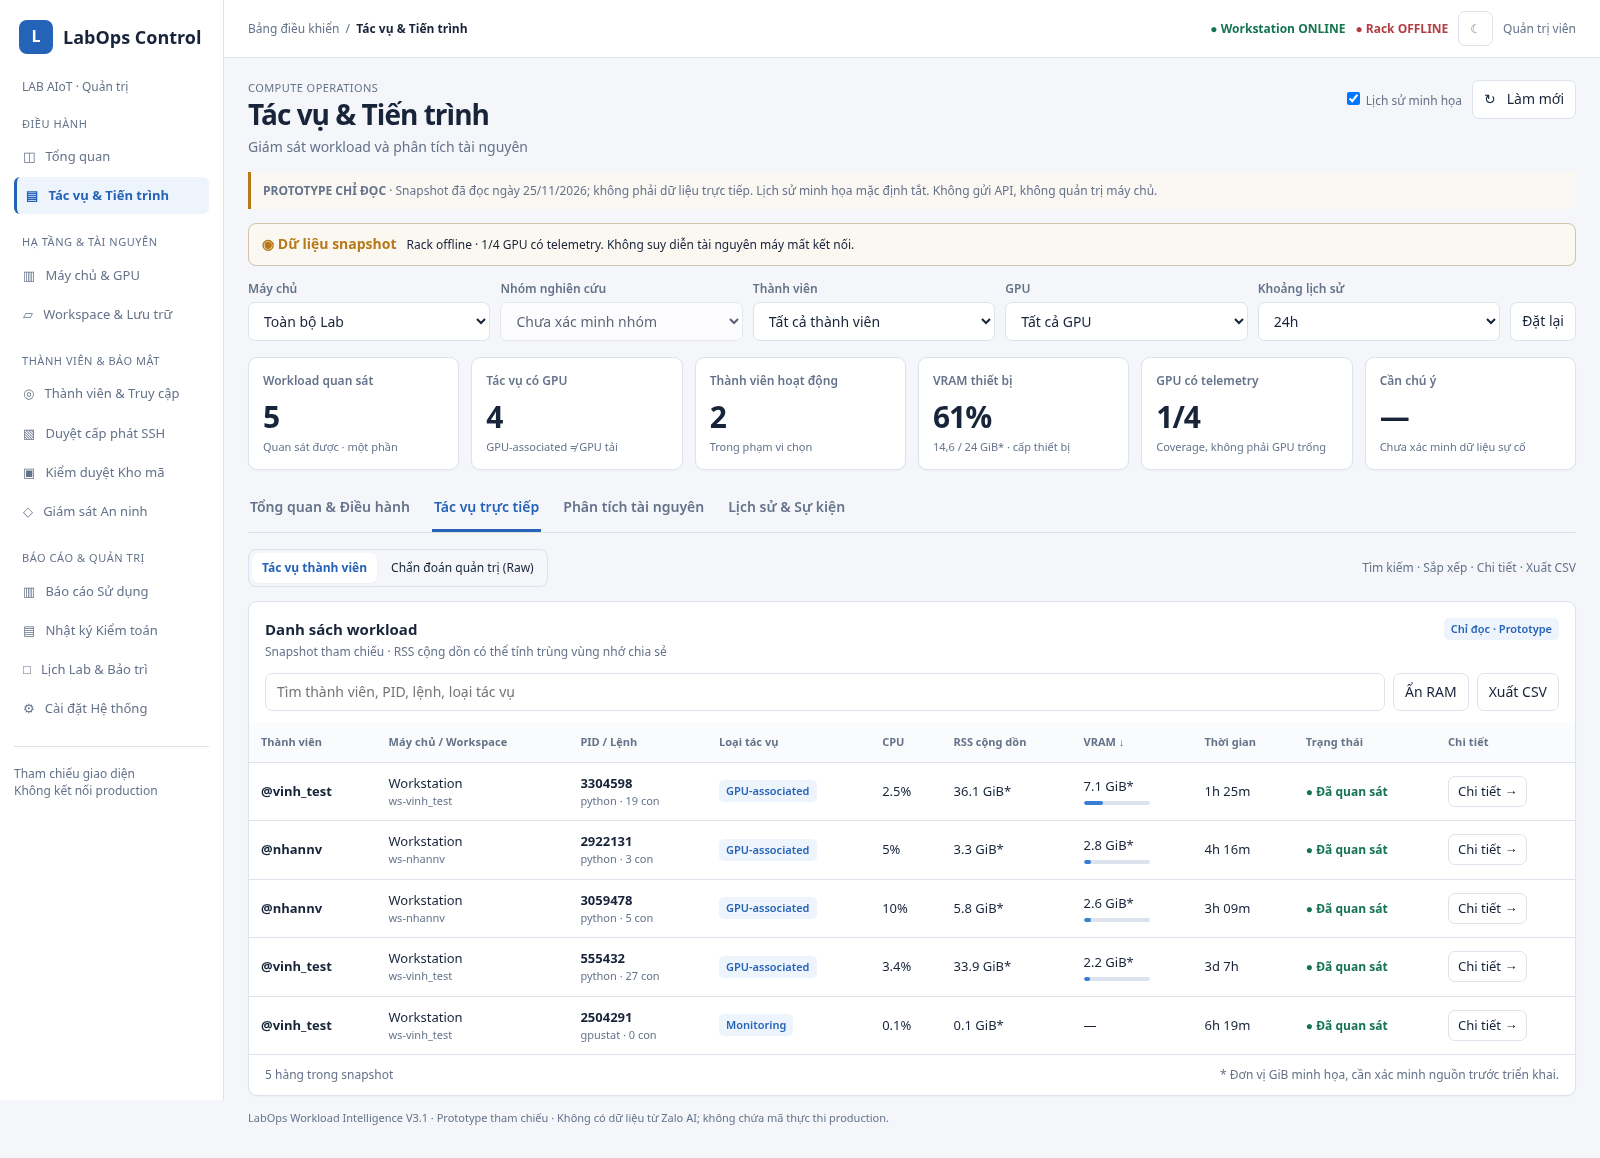 L LabOps Control
LAB AIoT · Quản trị
ĐIỀU HÀNH
Tổng quan
Tác vụ & Tiến trình
HẠ TẦNG & TÀI NGUYÊN
Máy chủ & GPU
Workspace & Lưu trữ
THÀNH VIÊN & BẢO MẬT
Thành viên & Truy cập
Duyệt cấp phát SSH
Kiểm duyệt Kho mã
Giám sát An ninh
BÁO CÁO & QUẢN TRỊ
Báo cáo Sử dụng
Nhật ký Kiểm toán
Lịch Lab & Bảo trì
Cài đặt Hệ thống
Tham chiếu giao diện
Không kết nối production
Bảng điều khiển / Tác vụ & Tiến trình
● Workstation ONLINE ● Rack OFFLINE ☾ Quản trị viên
COMPUTE OPERATIONS
Tác vụ & Tiến trình
Giám sát workload và phân tích tài nguyên
Lịch sử minh họa ↻ Làm mới
PROTOTYPE CHỈ ĐỌC · Snapshot đã đọc ngày 25/11/2026; không phải dữ liệu trực tiếp. Lịch sử minh họa mặc định tắt. Không gửi API, không quản trị máy chủ.
◉ Dữ liệu snapshot Rack offline · 1/4 GPU có telemetry. Không suy diễn tài nguyên máy mất kết nối.
Máy chủ Nhóm nghiên cứu Thành viên GPU Khoảng lịch sử
Toàn bộ Lab Chưa xác minh nhóm Tất cả thành viên Tất cả GPU 24h Đặt lại
Workload quan sát Tác vụ có GPU Thành viên hoạt động VRAM thiết bị GPU có telemetry Cần chú ý
5 4 2 61% 1/4 —
Quan sát được · một phần GPU-associated ≠ GPU tải Trong phạm vi chọn 14,6 / 24 GiB* · cấp thiết bị Coverage, không phải GPU trống Chưa xác minh dữ liệu sự cố
Tổng quan & Điều hành Tác vụ trực tiếp Phân tích tài nguyên Lịch sử & Sự kiện
Tác vụ thành viên Chẩn đoán quản trị (Raw) Tìm kiếm · Sắp xếp · Chi tiết · Xuất CSV
Danh sách workload Chỉ đọc · Prototype
Snapshot tham chiếu · RSS cộng dồn có thể tính trùng vùng nhớ chia sẻ
Tìm thành viên, PID, lệnh, loại tác vụ Ẩn RAM Xuất CSV
Thành viên Máy chủ / Workspace PID / Lệnh Loại tác vụ CPU RSS cộng dồn VRAM ↓ Thời gian Trạng thái Chi tiết
@vinh_test Workstation 3304598 GPU-associated 2.5% 36.1 GiB* 7.1 GiB* 1h 25m ● Đã quan sát Chi tiết →
ws-vinh_test python · 19 con
@nhannv Workstation 2922131 GPU-associated 5% 3.3 GiB* 2.8 GiB* 4h 16m ● Đã quan sát Chi tiết →
ws-nhannv python · 3 con
@nhannv Workstation 3059478 GPU-associated 10% 5.8 GiB* 2.6 GiB* 3h 09m ● Đã quan sát Chi tiết →
ws-nhannv python · 5 con
@vinh_test Workstation 555432 GPU-associated 3.4% 33.9 GiB* 2.2 GiB* 3d 7h ● Đã quan sát Chi tiết →
ws-vinh_test python · 27 con
@vinh_test Workstation 2504291 Monitoring 0.1% 0.1 GiB* — 6h 19m ● Đã quan sát Chi tiết →
ws-vinh_test gpustat · 0 con
5 hàng trong snapshot * Đơn vị GiB minh họa, cần xác minh nguồn trước triển khai.
LabOps Workload Intelligence V3.1 · Prototype tham chiếu · Không có dữ liệu từ Zalo AI; không chứa mã thực thi production.